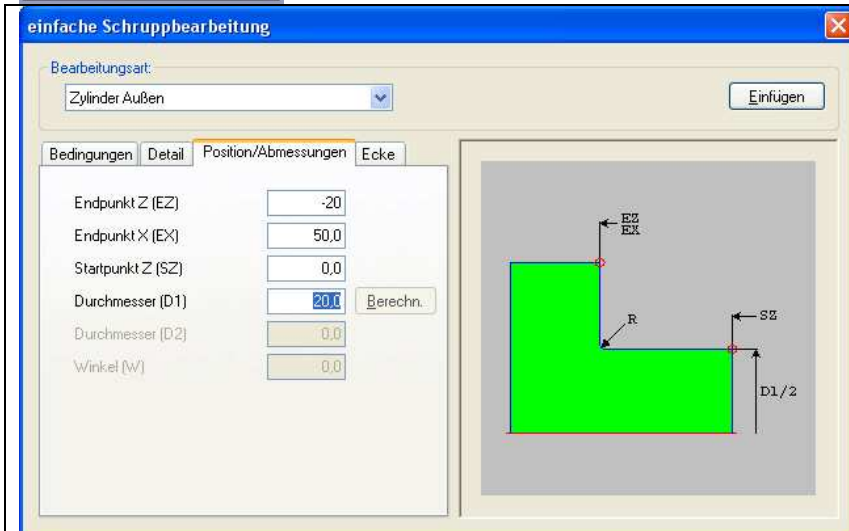 einfache Schruppbearbeitung
Bearbeitungsart:
Zylinder Außen
Einfügen
Bedingungen Detail Position/Abmessungen Ecke
Endpunkt Z (EZ) -20
Endpunkt X (EX) 50,0
Startpunkt Z (SZ) 0,0
Durchmesser (D1) 20,0 Berechn.
Durchmesser (D2) 0,0
Winkel (W) 0,0
EZ
EX
R
SZ
D1/2